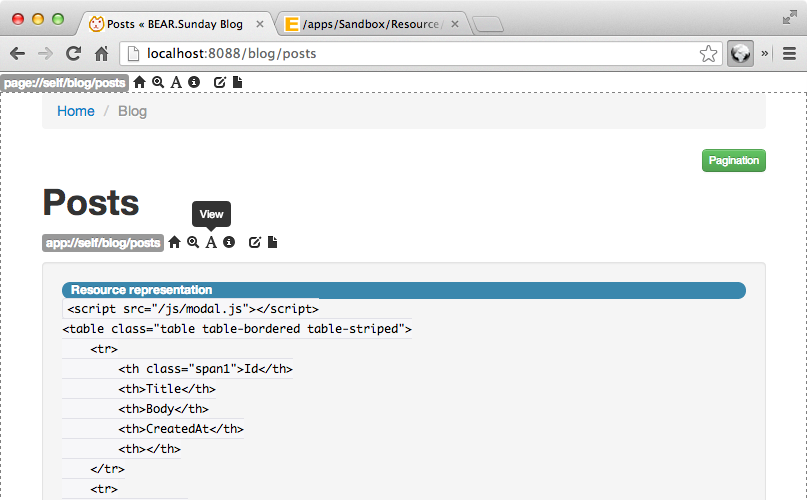 Posts « BEAR.Sunday Blog
/apps/Sandbox/Resource/
localhost:8088/blog/posts
page://self/blog/posts
Home / Blog
Pagination
Posts
View
app://self/blog/posts
Resource representation
<script src="/js/modal.js"></script>
<table class="table table-bordered table-striped">
<tr>
<th class="span1">Id</th>
<th>Title</th>
<th>Body</th>
<th>CreatedAt</th>
<th></th>
</tr>
<tr>